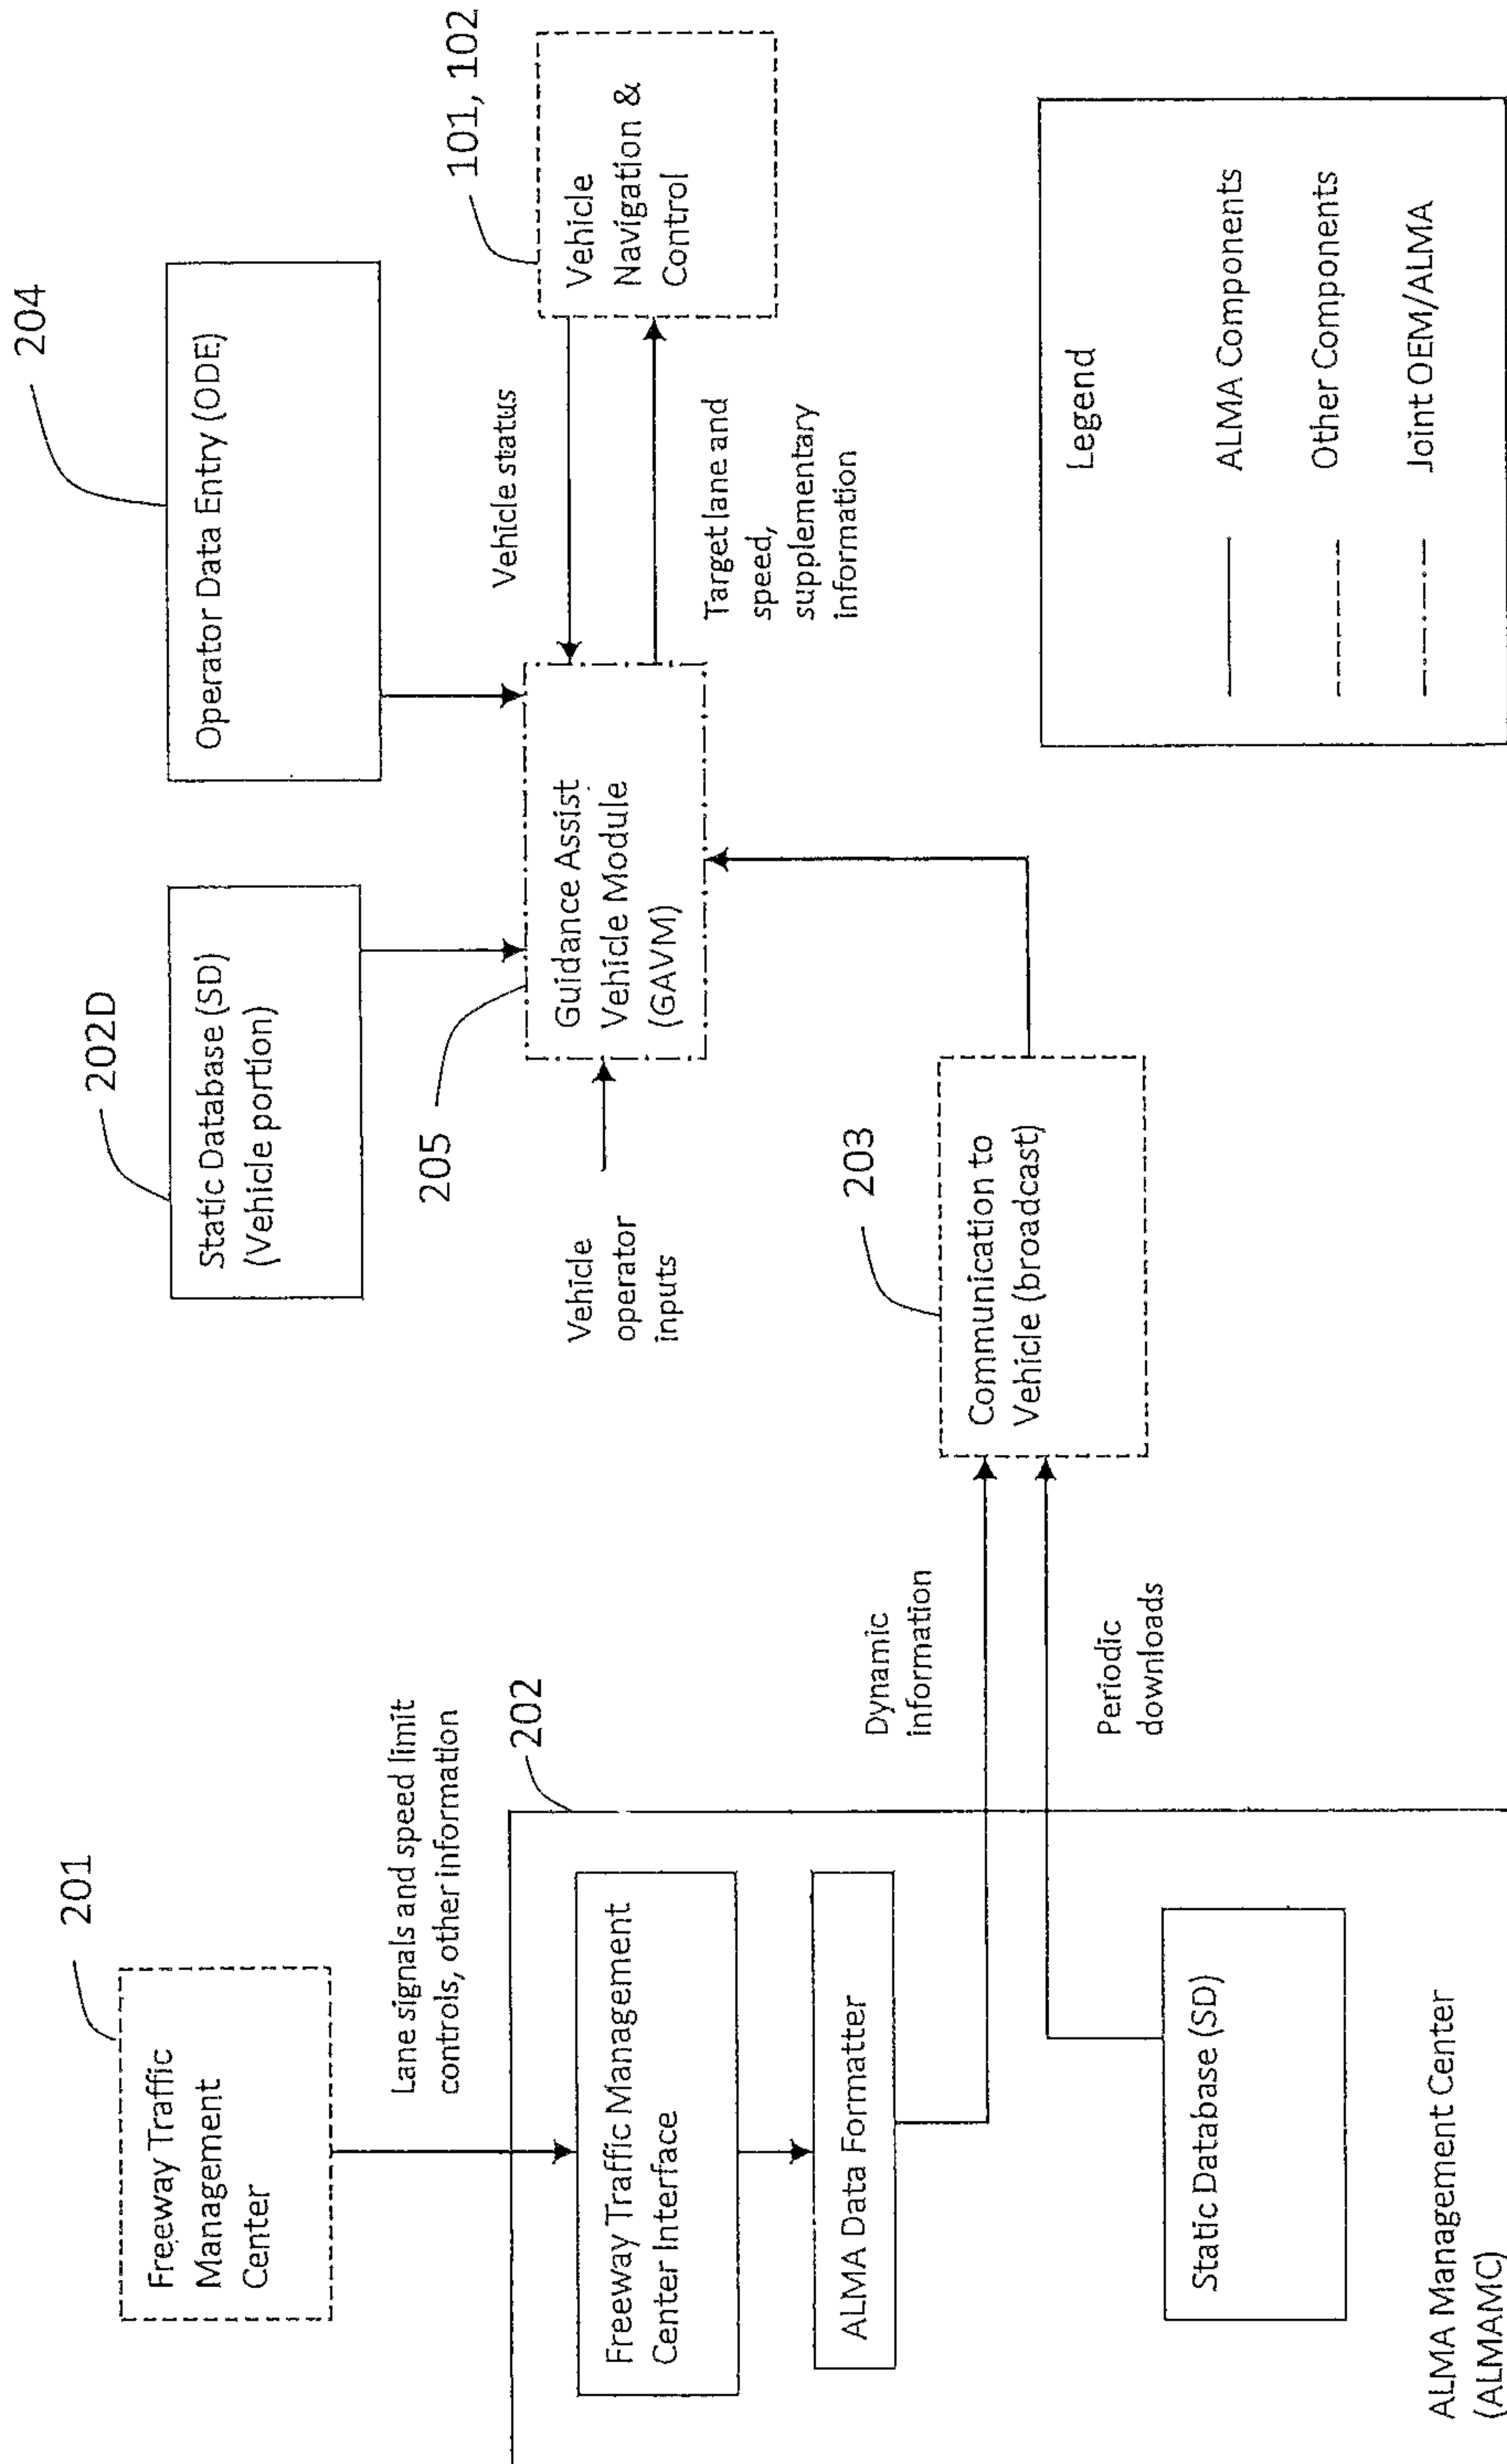 201
Freeway Traffic
Management
Center
Lane signals and speed limit
controls, other information
202
Freeway Traffic Management
Center Interface
ALMA Data Formatter
Static Database (SD)
ALMA Management Center
(ALMAMC)
Dynamic
information
Periodic
downloads
203
Communication to
Vehicle (broadcast)
202D
Static Database (SD)
(Vehicle portion)
205
Vehicle
operator
inputs
Guidance Assist
Vehicle Module
(GAVM)
204
Operator Data Entry (ODE)
Vehicle status
Target lane and
speed,
supplementary
information
101, 102
Vehicle
Navigation &
Control
Legend
ALMA Components
Other Components
Joint OEM/ALMA